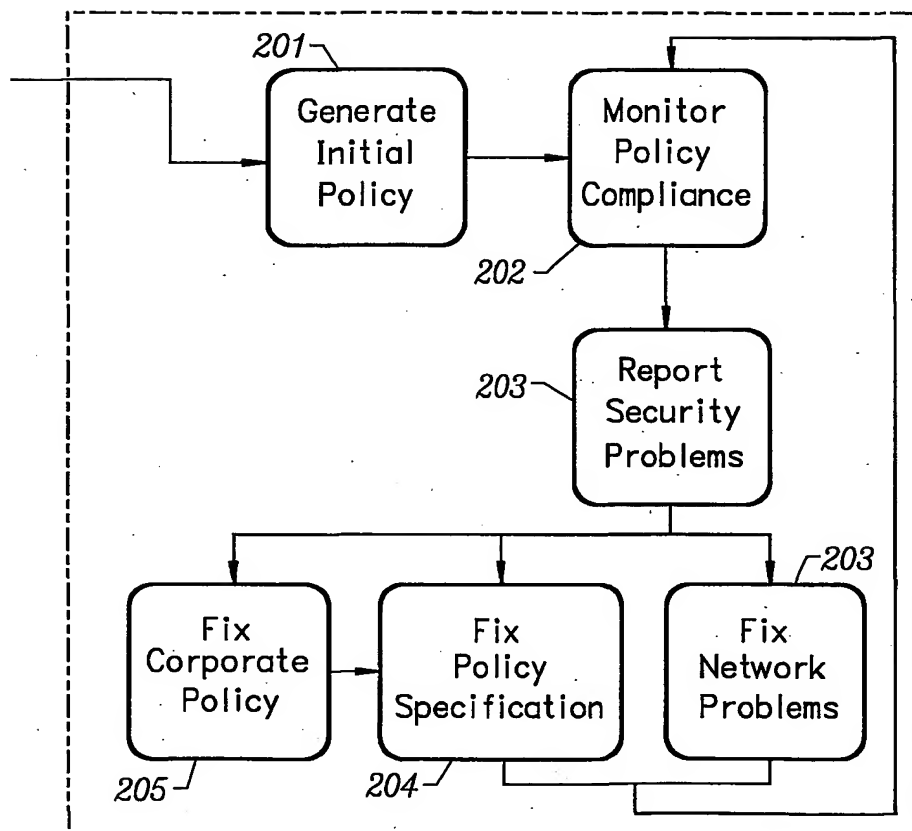 201
Generate
Initial
Policy
Monitor
Policy
Compliance
202
203
Report
Security
Problems
203
Fix
Corporate
Policy
Fix
Policy
Specification
Fix
Network
Problems
205
204